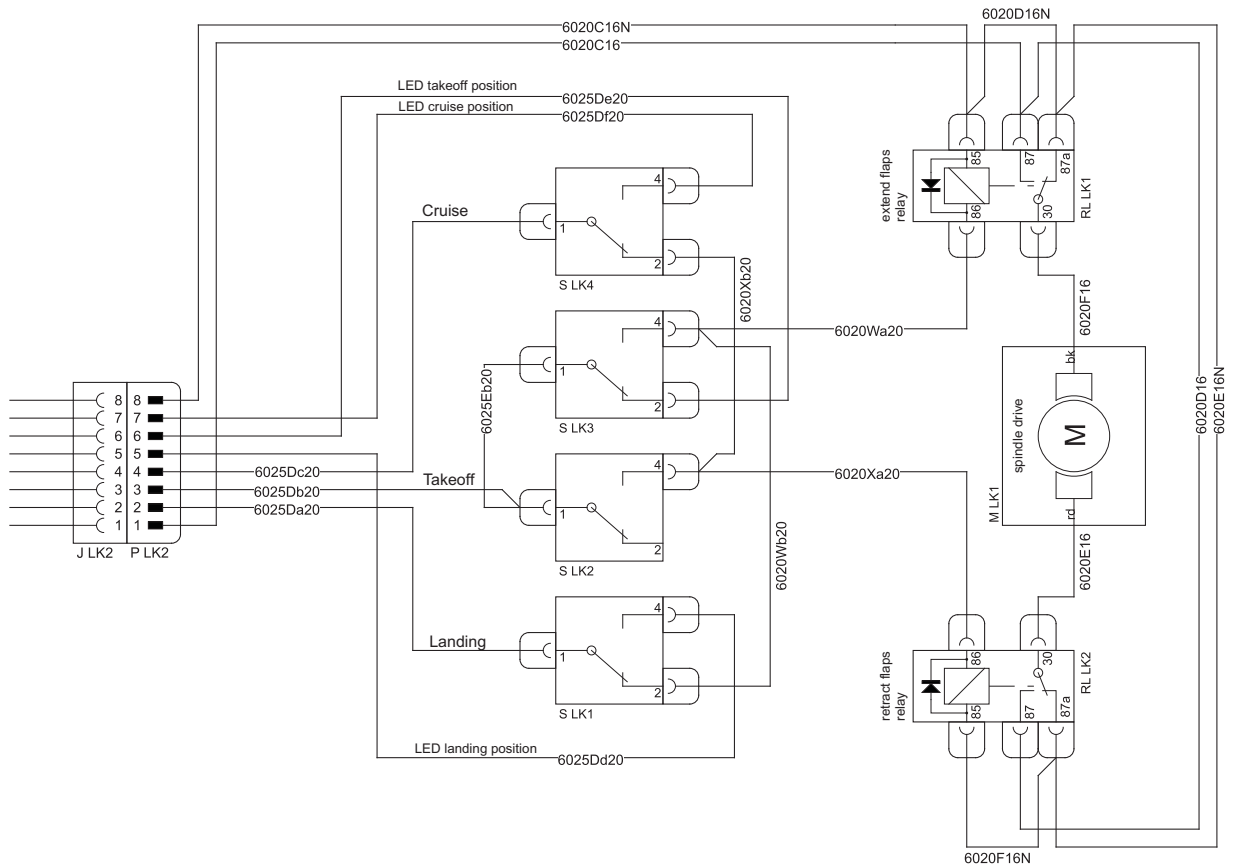 6020C16N
6020C16
6020D16N
LED takeoff position
6025De20
LED cruise position
6025Df20
85
87
87a
extend flaps
relay
86
30
RL LK1
4
Cruise
1
2
S LK4
6020Xb20
6020F16
4
6020Wa20
1
2
S LK3
6025Eb20
bk
spindle drive
M
M LK1
rd
6020D16
6020E16N
8 8
7 7
6 6
5 5
4 4
3 3
2 2
1 1
J LK2 P LK2
6025Dc20
6025Db20
6025Da20
Takeoff
4
6020Xa20
1
2
S LK2
6020Wb20
6020E16
4
Landing
1
2
S LK1
86
30
retract flaps
relay
85
87
87a
RL LK2
LED landing position
6025Dd20
6020F16N